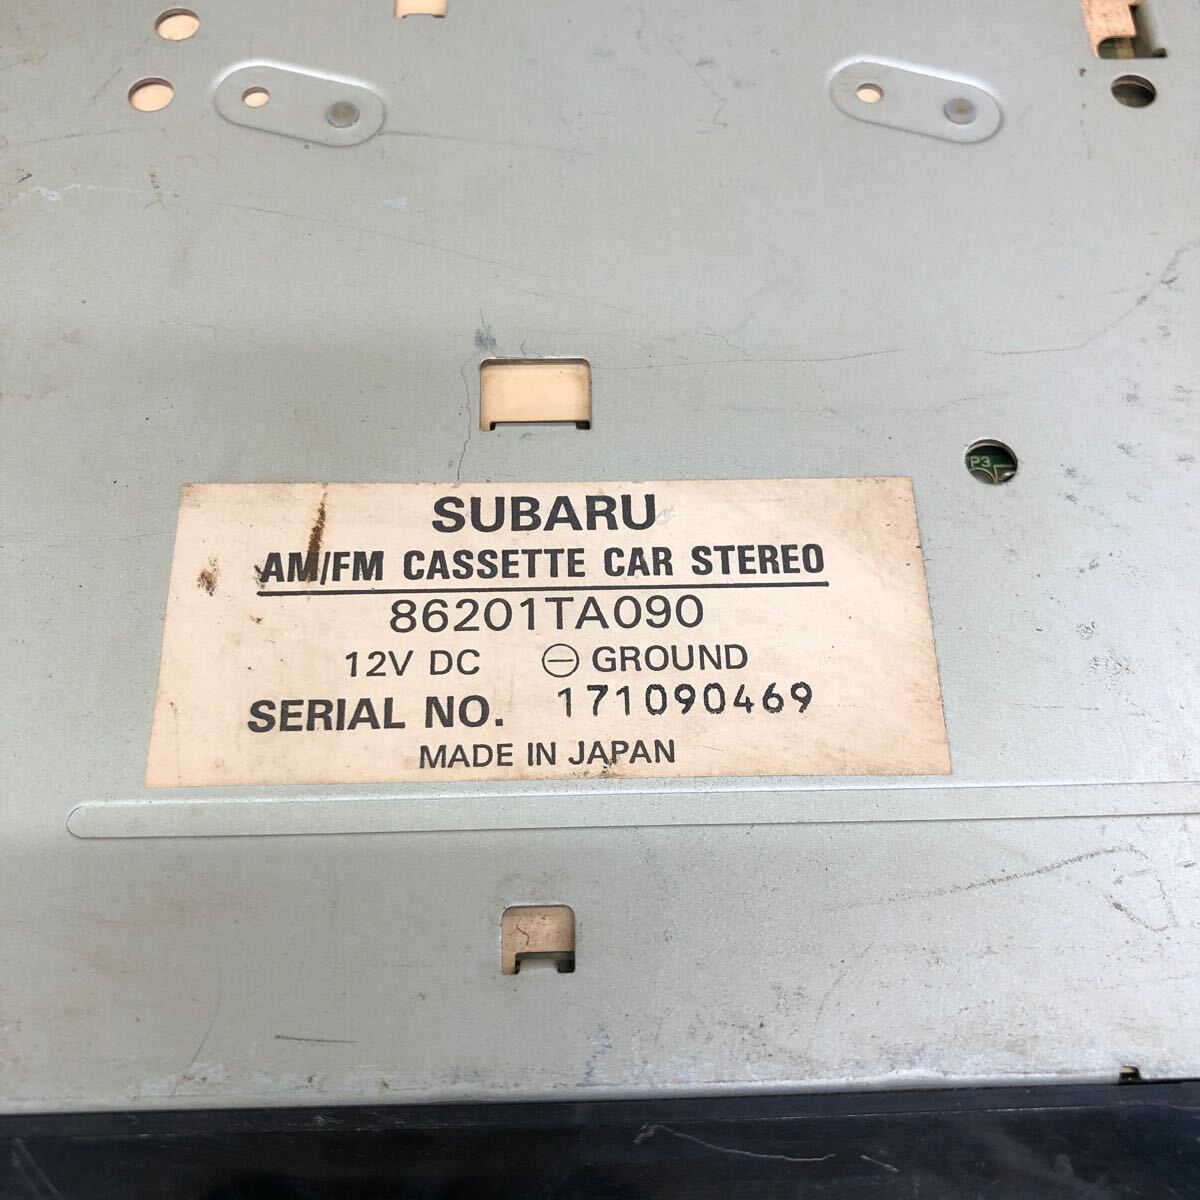 P3
SUBARU
AM/FM CASSETTE CAR STEREO
86201TA090
12V DC ⊖ GROUND
SERIAL NO. 171090469
MADE IN JAPAN